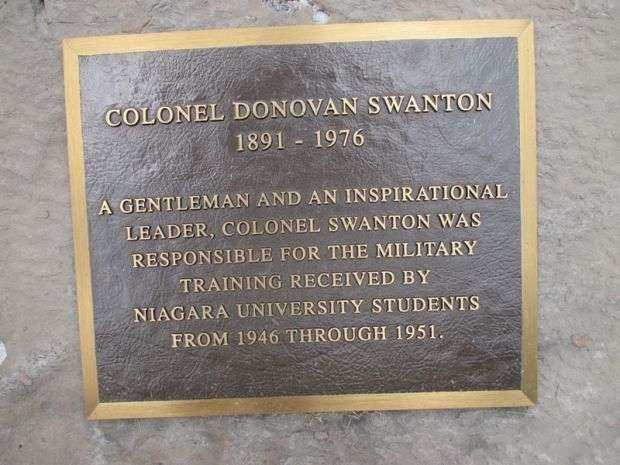 COLONEL DONOVAN SWANTON
1891 - 1976
A GENTLEMAN AND AN INSPIRATIONAL
LEADER, COLONEL SWANTON WAS
RESPONSIBLE FOR THE MILITARY
TRAINING RECEIVED BY
NIAGARA UNIVERSITY STUDENTS
FROM 1946 THROUGH 1951.